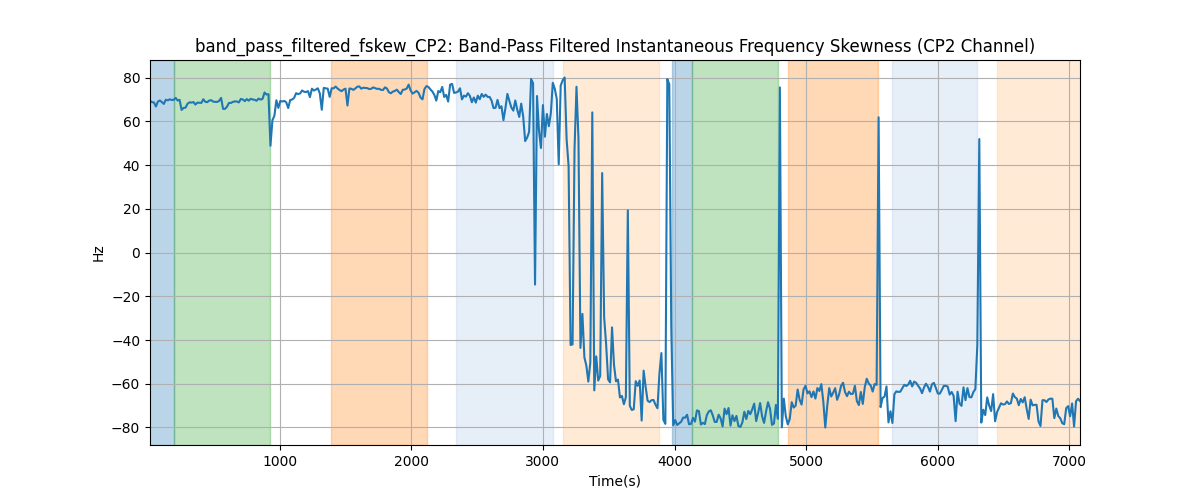 band_pass_filtered_fskew_CP2: Band-Pass Filtered Instantaneous Frequency Skewness (CP2 Channel)
80
60
40
20
0
−20
−40
−60
−80
Hz
1000 2000 3000 4000 5000 6000 7000
Time(s)